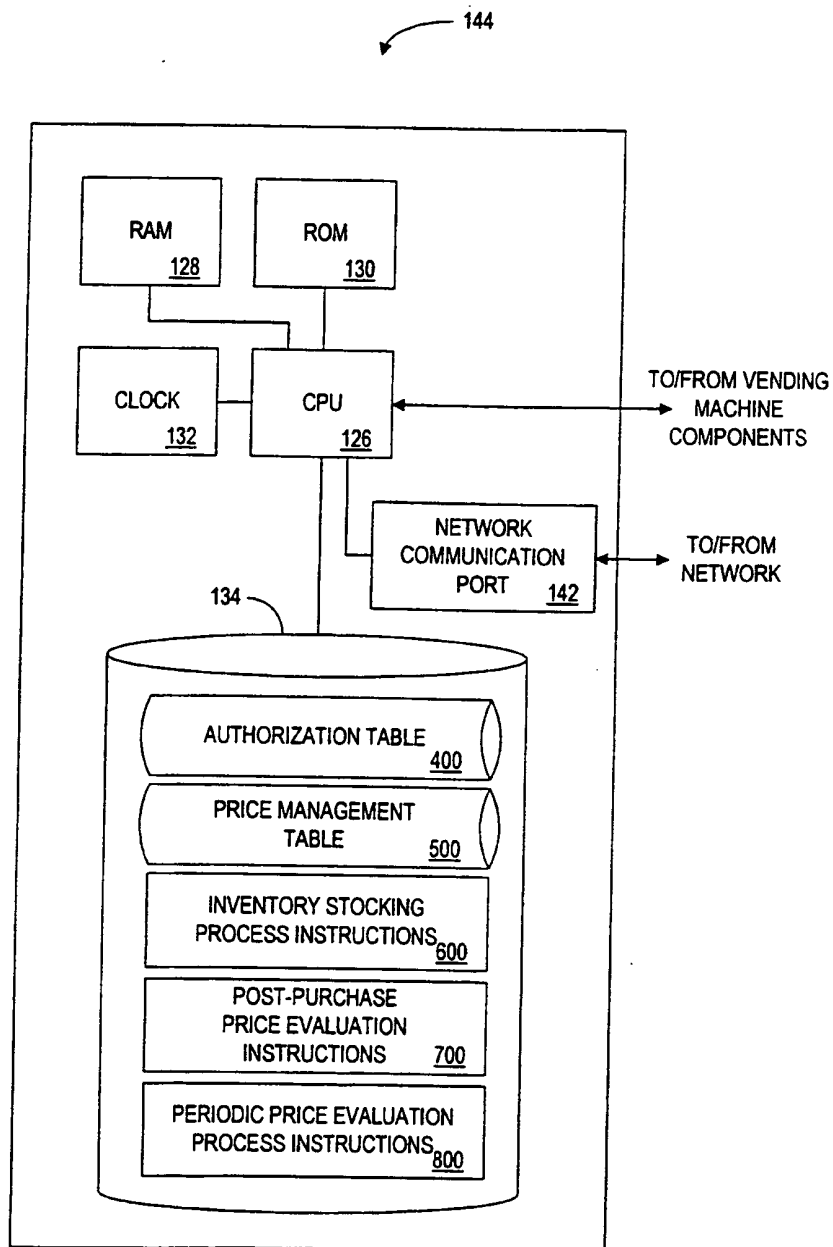 144
RAM
128
ROM
130
CLOCK
132
CPU
126
TO/FROM VENDING
MACHINE
COMPONENTS
NETWORK
COMMUNICATION
PORT
142
TO/FROM
NETWORK
134
AUTHORIZATION TABLE
400
PRICE MANAGEMENT
TABLE
500
INVENTORY STOCKING
PROCESS INSTRUCTIONS
600
POST-PURCHASE
PRICE EVALUATION
INSTRUCTIONS
700
PERIODIC PRICE EVALUATION
PROCESS INSTRUCTIONS
800